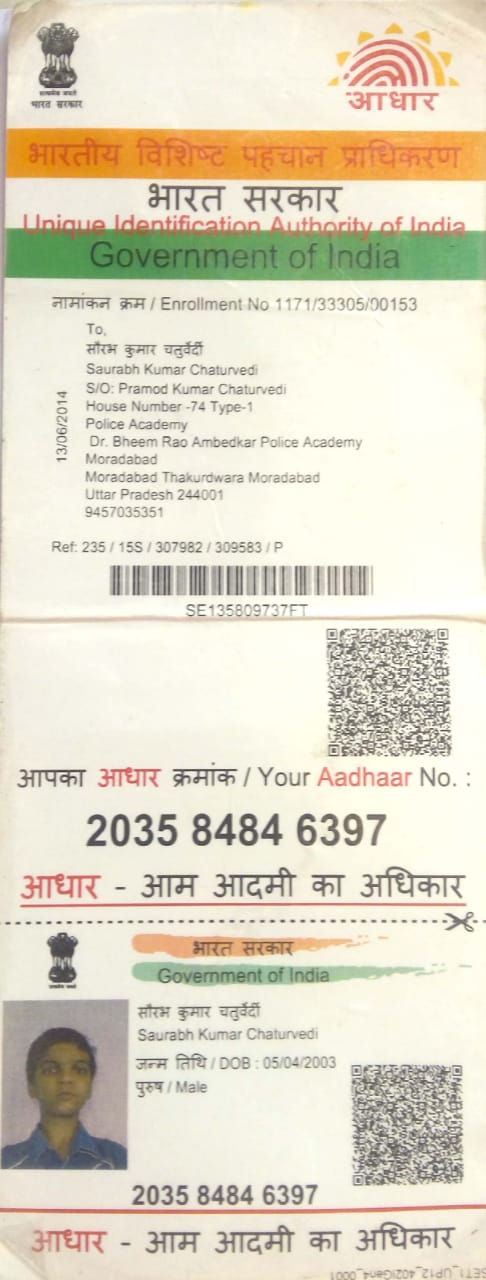 सत्यमेव जयते
भारत सरकार
आधार
भारतीय विशिष्ट पहचान प्राधिकरण
भारत सरकार
Unique Identification Authority of India
Government of India
नामांकन क्रम / Enrollment No 1171/33305/00153
13/06/2014
To,
सौरभ कुमार चतुर्वेदी
Saurabh Kumar Chaturvedi
S/O: Pramod Kumar Chaturvedi
House Number -74 Type-1
Police Academy
Dr. Bheem Rao Ambedkar Police Academy
Moradabad
Moradabad Thakurdwara Moradabad
Uttar Pradesh 244001
9457035351
Ref: 235 / 15S / 307982 / 309583 / P
SE135809737FT
आपका आधार क्रमांक / Your Aadhaar No. :
2035 8484 6397
आधार - आम आदमी का अधिकार
भारत सरकार
Government of India
सौरभ कुमार चतुर्वेदी
Saurabh Kumar Chaturvedi
जन्म तिथि / DOB : 05/04/2003
पुरुष / Male
2035 8484 6397
आधार - आम आदमी का अधिकार